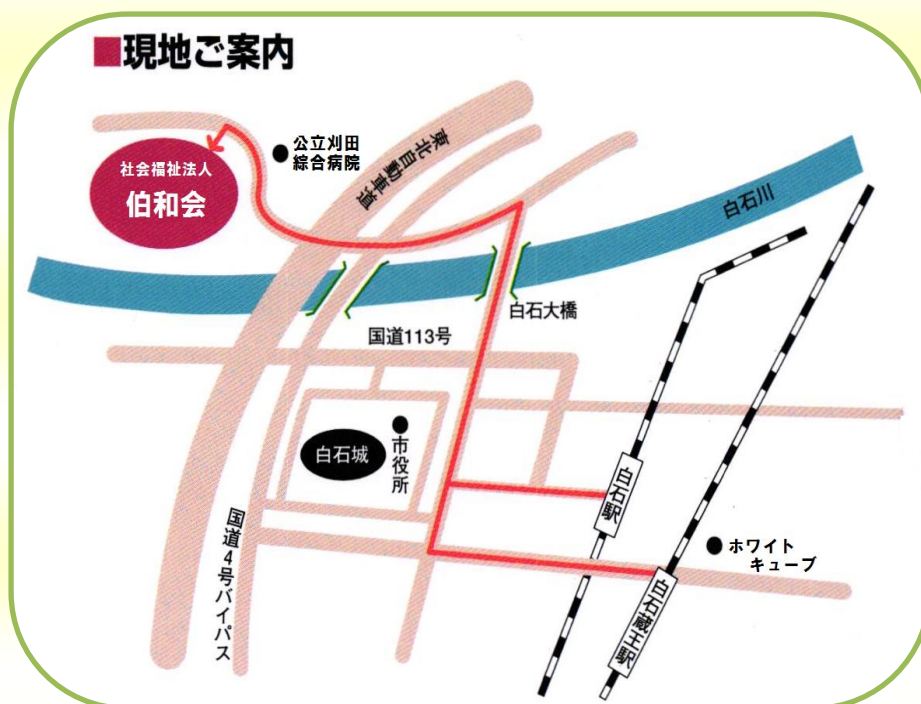 ■現地ご案内
公立刈田
綜合病院
社会福祉法人
伯和会
東北自動車道
白石川
白石大橋
国道113号
白石城
市役所
白石駅
国道4号バイパス
ホワイト
キューブ
白石蔵王駅